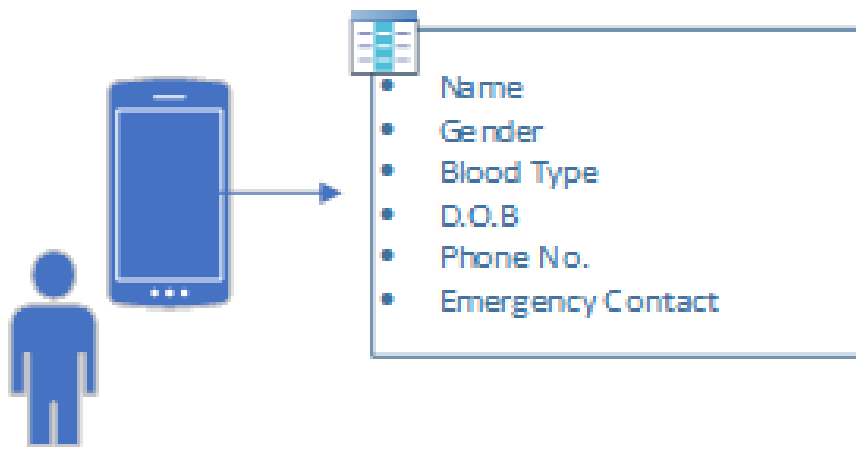 • Name
• Gender
• Blood Type
• D.O.B
• Phone No.
• Emergency Contact